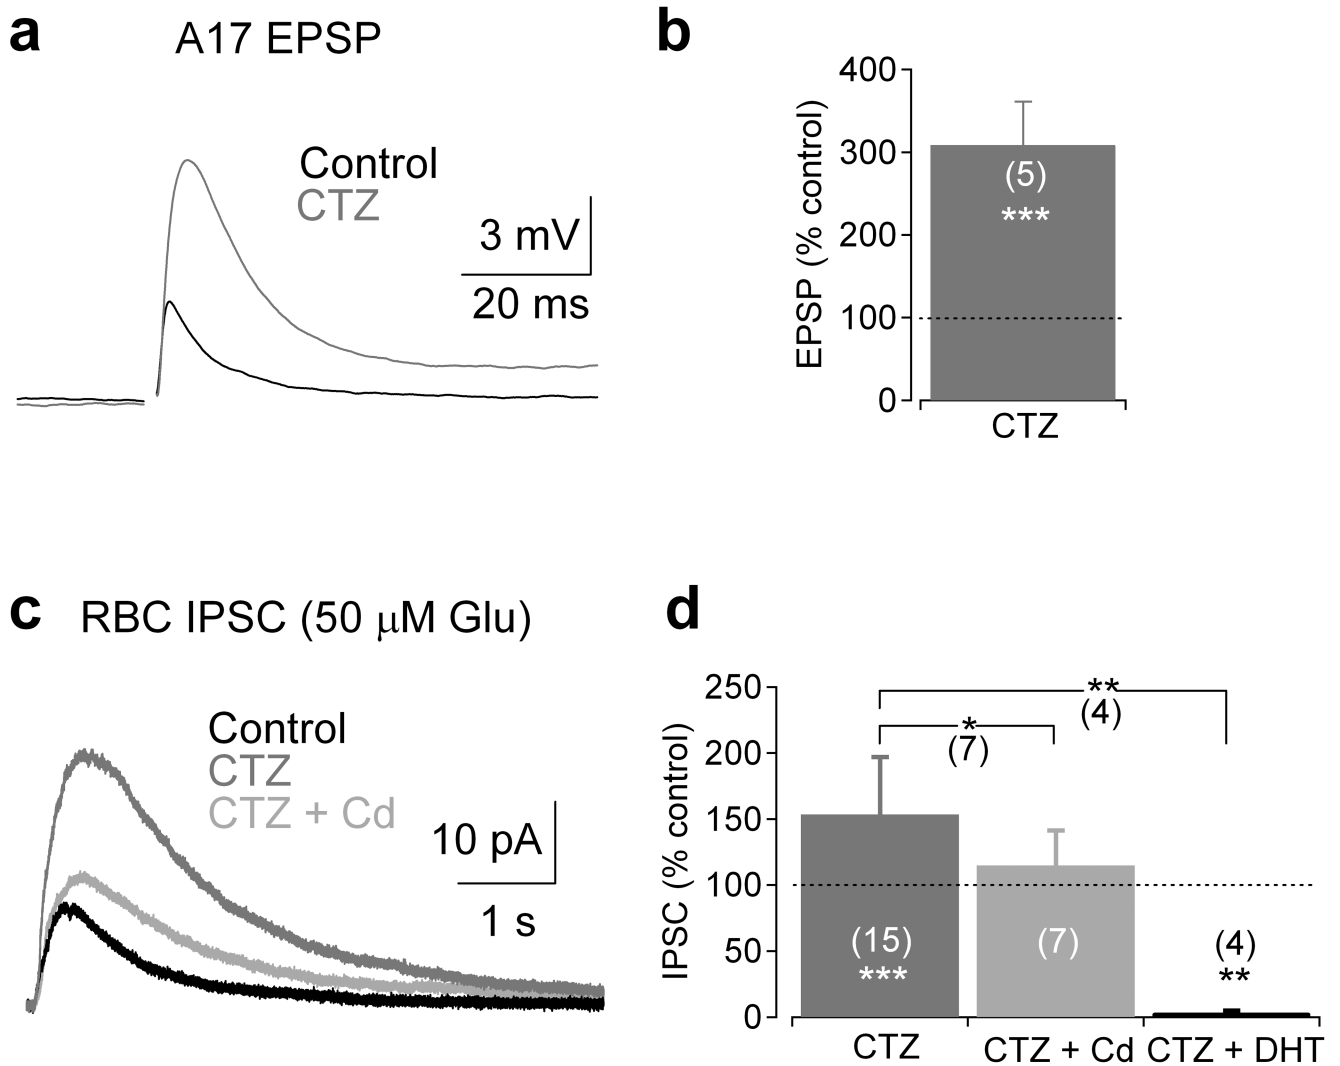 a
A17 EPSP
Control
CTZ
3 mV
20 ms
b
EPSP (% control)
400
300
200
100
0
(5)
***
CTZ
c
RBC IPSC (50 μM Glu)
Control
CTZ
CTZ + Cd
10 pA
1 s
d
IPSC (% control)
250
200
150
100
50
0
**
(4)
*
(7)
(15)
***
(7)
(4)
**
CTZ
CTZ + Cd
CTZ + DHT